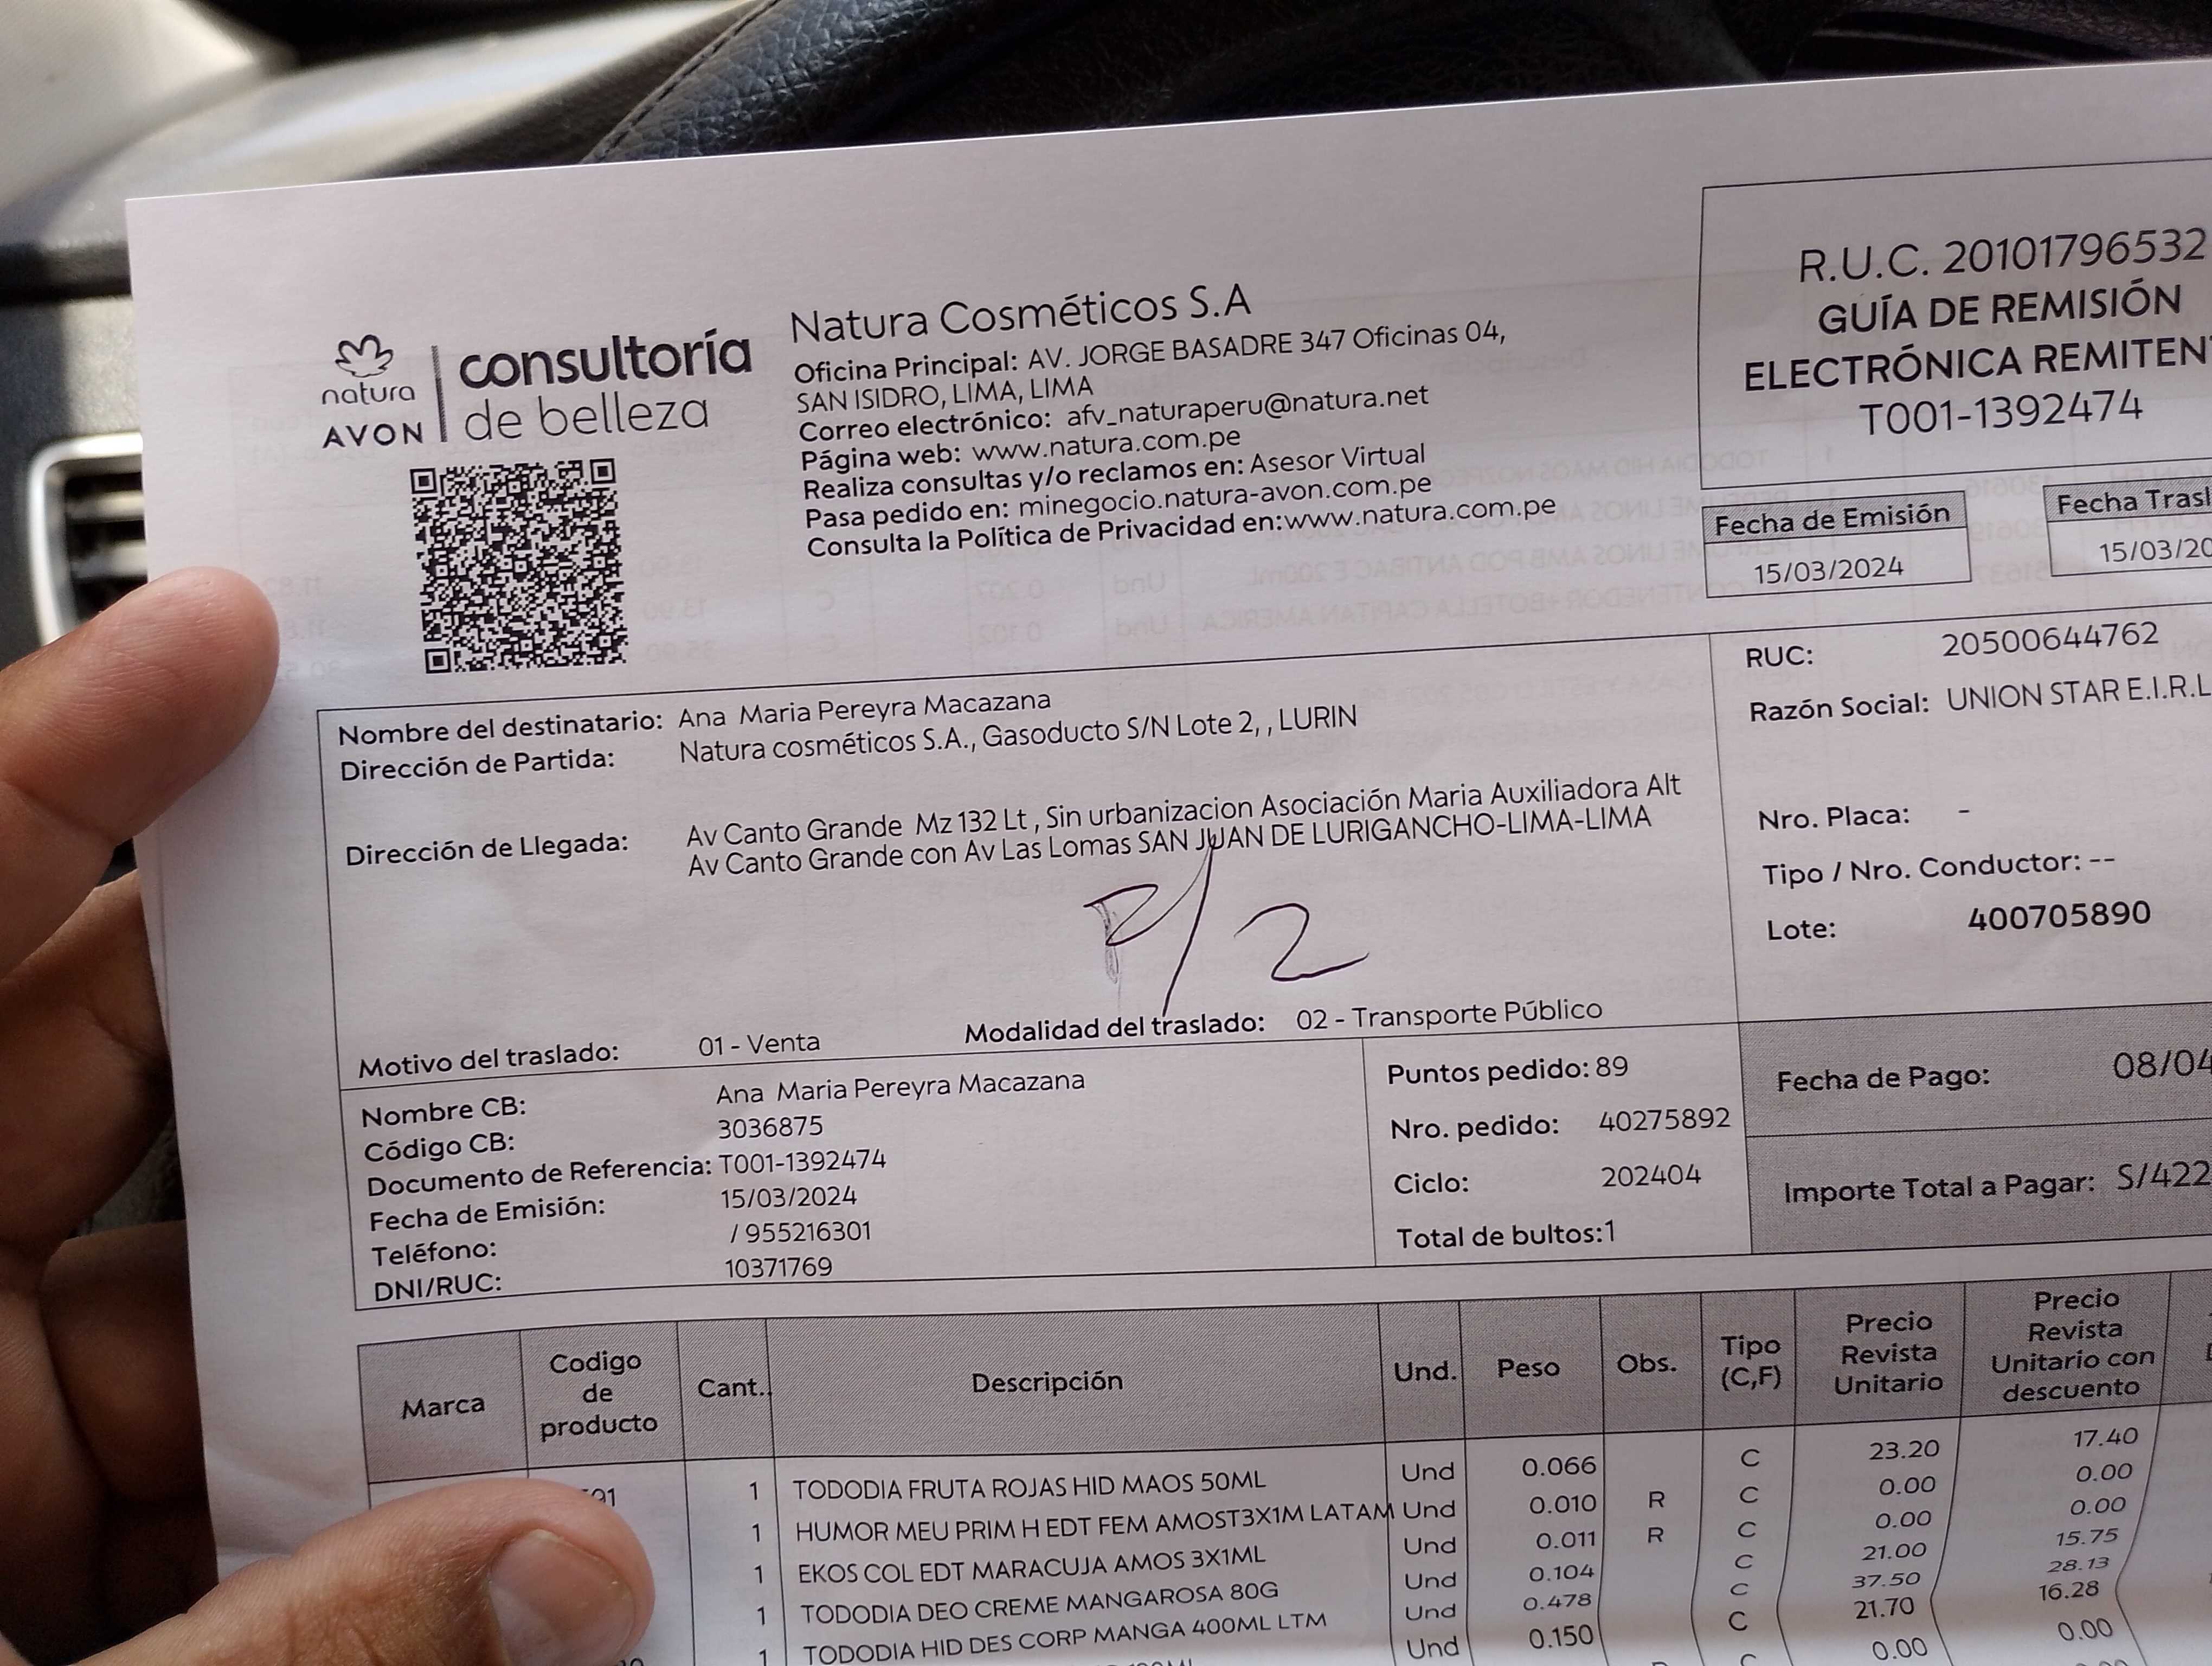 natura
AVON
consultoría
de belleza
Natura Cosméticos S.A
Oficina Principal: AV. JORGE BASADRE 347 Oficinas 04,
SAN ISIDRO, LIMA, LIMA
Correo electrónico: afv_naturaperu@natura.net
Página web: www.natura.com.pe
Realiza consultas y/o reclamos en: Asesor Virtual
Pasa pedido en: minegocio.natura-avon.com.pe
Consulta la Política de Privacidad en:www.natura.com.pe
R.U.C. 20101796532
GUÍA DE REMISIÓN
ELECTRÓNICA REMITEN
T001-1392474
Fecha de Emisión
15/03/2024
Fecha Trasl
15/03/20
Nombre del destinatario: Ana Maria Pereyra Macazana
Dirección de Partida: Natura cosméticos S.A., Gasoducto S/N Lote 2, , LURIN
Dirección de Llegada: Av Canto Grande Mz 132 Lt , Sin urbanizacion Asociación Maria Auxiliadora Alt
Av Canto Grande con Av Las Lomas SAN JUAN DE LURIGANCHO-LIMA-LIMA
P/2
Motivo del traslado: 01 - Venta Modalidad del traslado: 02 - Transporte Público
RUC: 20500644762
Razón Social: UNION STAR E.I.R.L
Nro. Placa: -
Tipo / Nro. Conductor: --
Lote: 400705890
Nombre CB: Ana Maria Pereyra Macazana
Código CB: 3036875
Documento de Referencia: T001-1392474
Fecha de Emisión: 15/03/2024
Teléfono: / 955216301
DNI/RUC: 10371769
Puntos pedido: 89
Nro. pedido: 40275892
Ciclo: 202404
Total de bultos:1
Fecha de Pago: 08/04
Importe Total a Pagar: S/422
Marca Codigo de producto Cant. Descripción Und. Peso Obs. Tipo (C,F) Precio Revista Unitario Precio Revista Unitario con descuento
91 1 TODODIA FRUTA ROJAS HID MAOS 50ML Und 0.066 C 23.20 17.40
1 HUMOR MEU PRIM H EDT FEM AMOST3X1M LATAM Und 0.010 R C 0.00 0.00
1 EKOS COL EDT MARACUJA AMOS 3X1ML Und 0.011 R C 0.00 0.00
1 TODODIA DEO CREME MANGAROSA 80G Und 0.104 C 21.00 15.75
1 TODODIA HID DES CORP MANGA 400ML LTM Und 0.478 C 37.50 28.13
Und 0.150 C 21.70 16.28
C 0.00 0.00